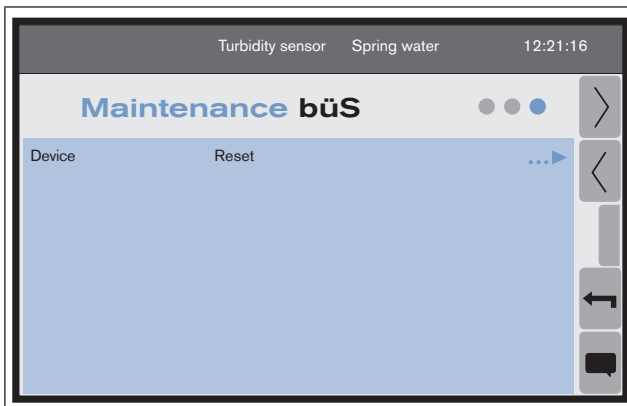 Turbidity sensor Spring water 12:21:16
Maintenance büS
Device Reset ...